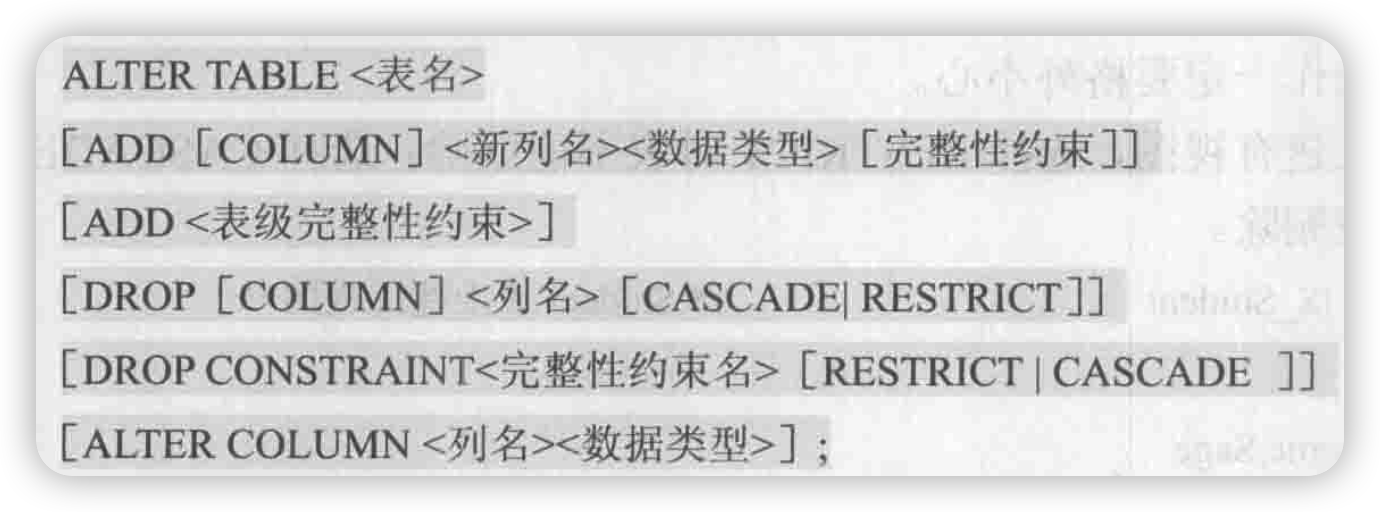 ALTER TABLE <表名>
[ADD [COLUMN] <新列名><数据类型> [完整性约束]]
[ADD <表级完整性约束>]
[DROP [COLUMN] <列名> [CASCADE| RESTRICT]]
[DROP CONSTRAINT<完整性约束名> [RESTRICT | CASCADE ]]
[ALTER COLUMN <列名><数据类型>] ;